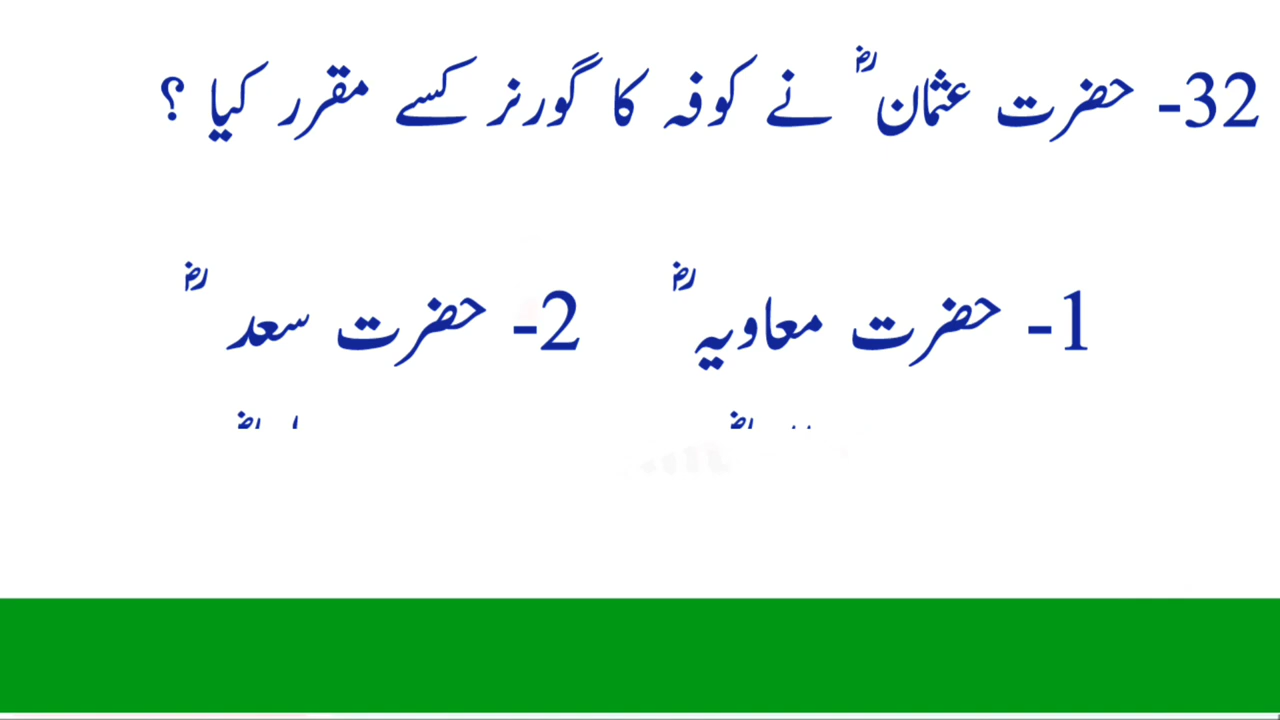 32- حضرت عثمانؓ نے کوفہ کا گورنر کسے مقرر کیا ؟
1- حضرت معاویہؓ 2- حضرت سعدؓ